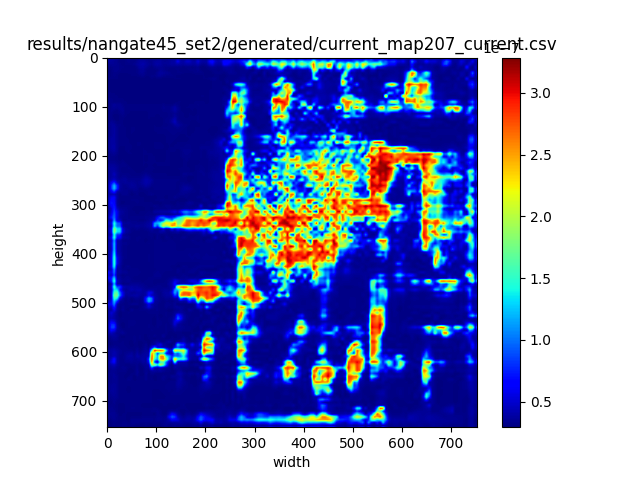 results/nangate45_set2/generated/current_map207_current.csv
1e−7
0
100
200
300
400
500
600
700
height
0 100 200 300 400 500 600 700
width
3.0
2.5
2.0
1.5
1.0
0.5